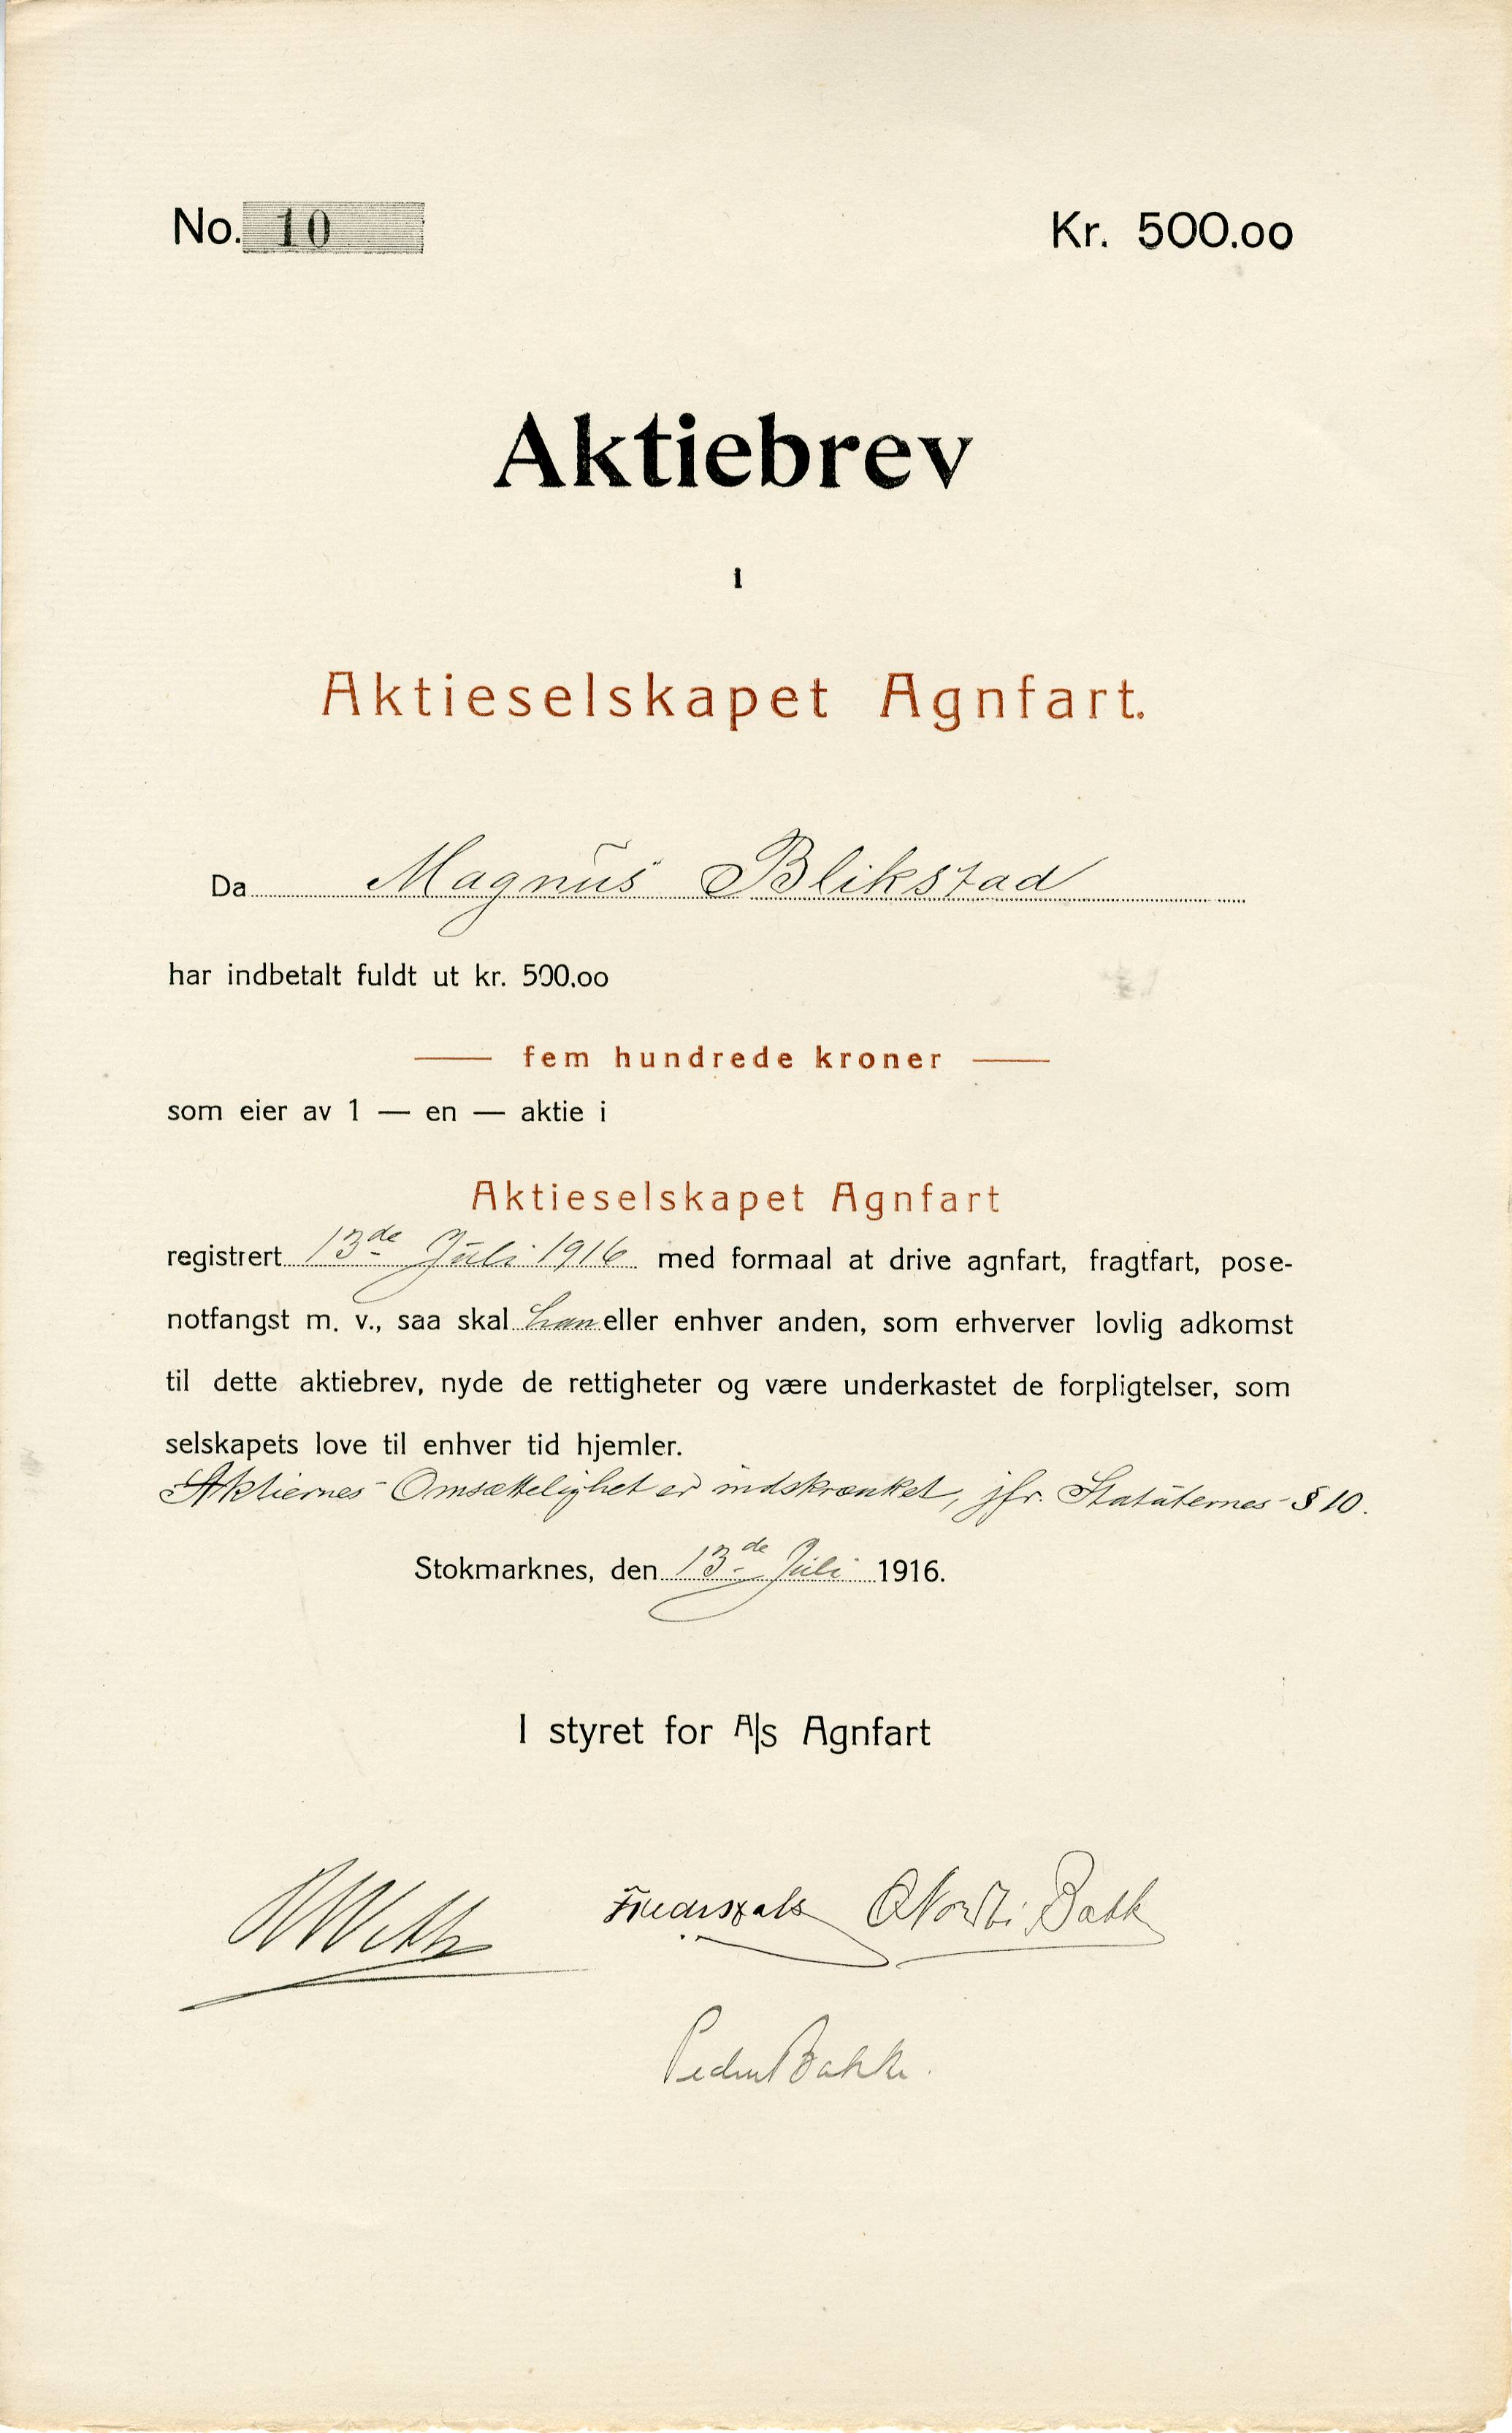 No. 10 Kr. 500.00
Aktiebrev
i
Aktieselskapet Agnfart.
Da Magnus Blikstad
har indbetalt fuldt ut kr. 500.00
— fem hundrede kroner —
som eier av 1 — en — aktie i
Aktieselskapet Agnfart
registrert 13de Juli 1916 med formaal at drive agnfart, fragtfart, pose-
notfangst m. v., saa skal han eller enhver anden, som erhverver lovlig adkomst
til dette aktiebrev, nyde de rettigheter og være underkastet de forpligtelser, som
selskapets love til enhver tid hjemler.
Aktiernes Omsættelighet er indskrænket, jfr. Statuternes § 10.
Stokmarknes, den 13de Juli 1916.
I styret for A/s Agnfart
Peder Bakke.